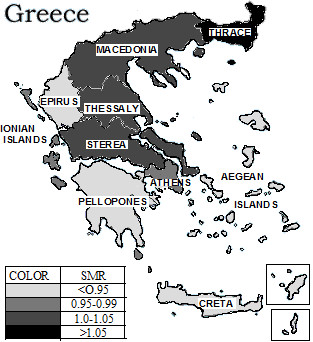 Greece
THRACE
MACEDONIA
EPIRUS
THESSALY
IONIAN
ISLANDS
STEREA
ATHENS
AEGEAN
ISLANDS
PELLOPONES
CRETA
COLOR SMR
<0.95
0.95-0.99
1.0-1.05
>1.05